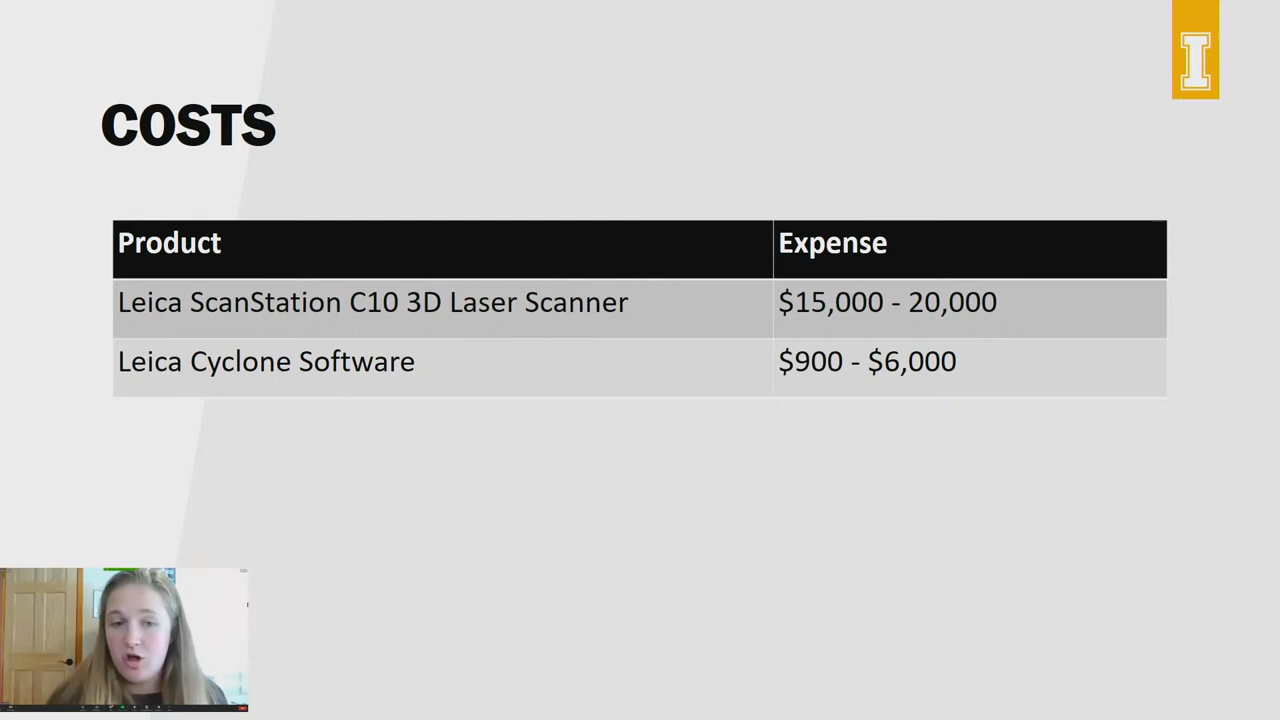 I
COSTS
Product Expense
Leica ScanStation C10 3D Laser Scanner $15,000 - 20,000
Leica Cyclone Software $900 - $6,000